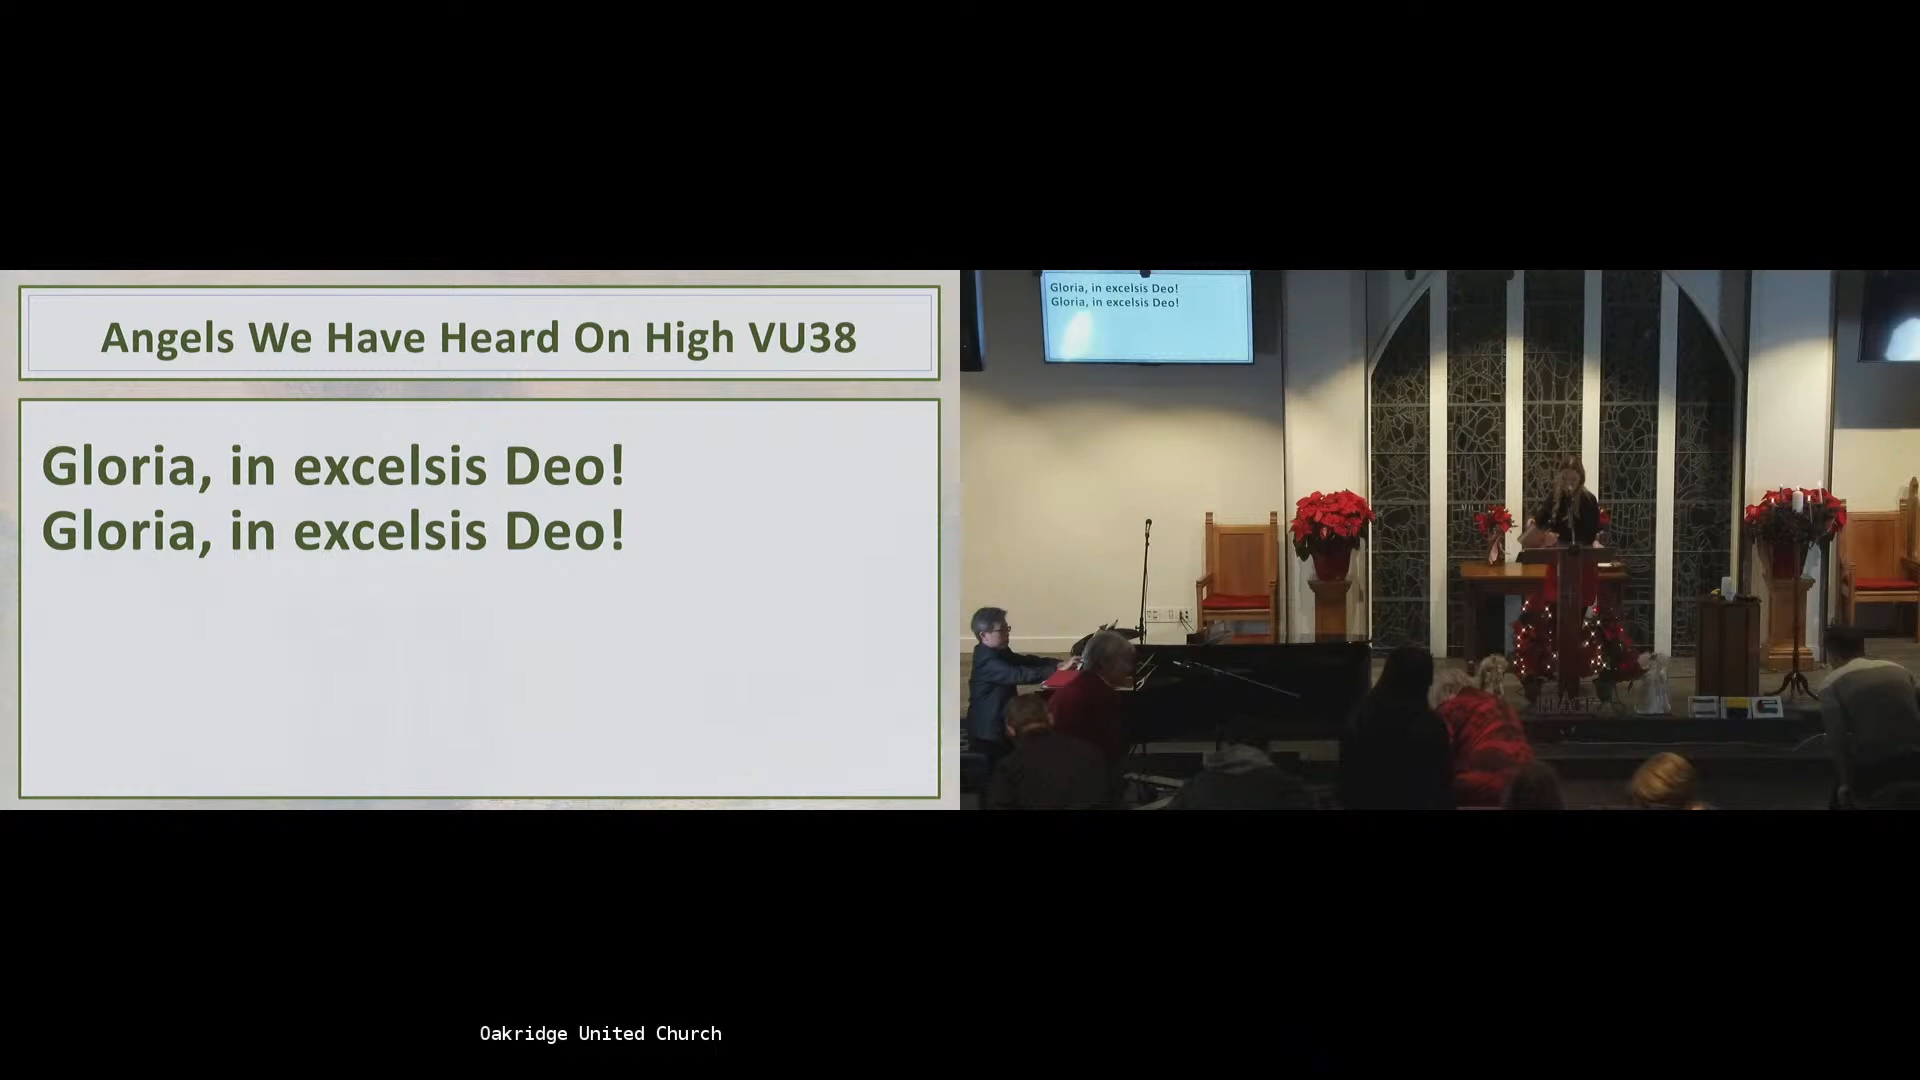 Angels We Have Heard On High VU38
Gloria, in excelsis Deo!
Gloria, in excelsis Deo!
Gloria, in excelsis Deo!
Gloria, in excelsis Deo!
PEACE
Oakridge United Church